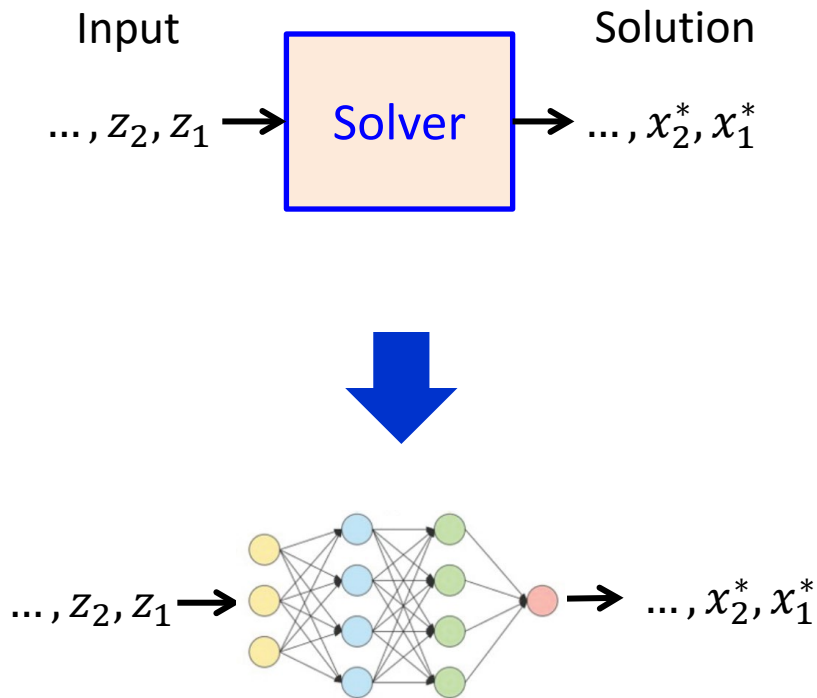 Input Solution
..., z₂, z₁ Solver ..., x₂*, x₁*
..., z₂, z₁ ..., x₂*, x₁*